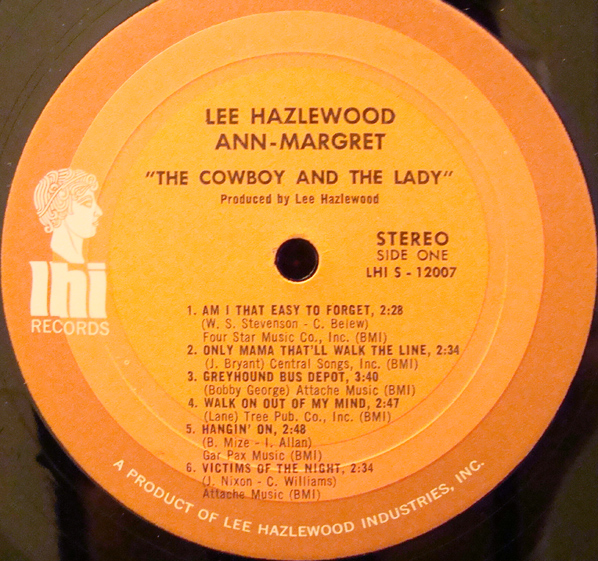 LEE HAZLEWOOD
ANN-MARGRET
"THE COWBOY AND THE LADY"
Produced by Lee Hazlewood
STEREO
SIDE ONE
LHI S - 12007
lhi
RECORDS
1. AM I THAT EASY TO FORGET, 2:28
(W. S. Stevenson - C. Belew)
Four Star Music Co., Inc. (BMI)
2. ONLY MAMA THAT'LL WALK THE LINE, 2:34
(J. Bryant) Central Songs, Inc. (BMI)
3. GREYHOUND BUS DEPOT, 3:40
(Bobby George) Attache Music (BMI)
4. WALK ON OUT OF MY MIND, 2:47
(Lane) Tree Pub. Co., Inc. (BMI)
5. HANGIN' ON, 2:48
(B. Mize - I. Allan)
Gar Pax Music (BMI)
6. VICTIMS OF THE NIGHT, 2:34
(J. Nixon - C. Williams)
Attache Music (BMI)
A PRODUCT OF LEE HAZLEWOOD INDUSTRIES, INC.